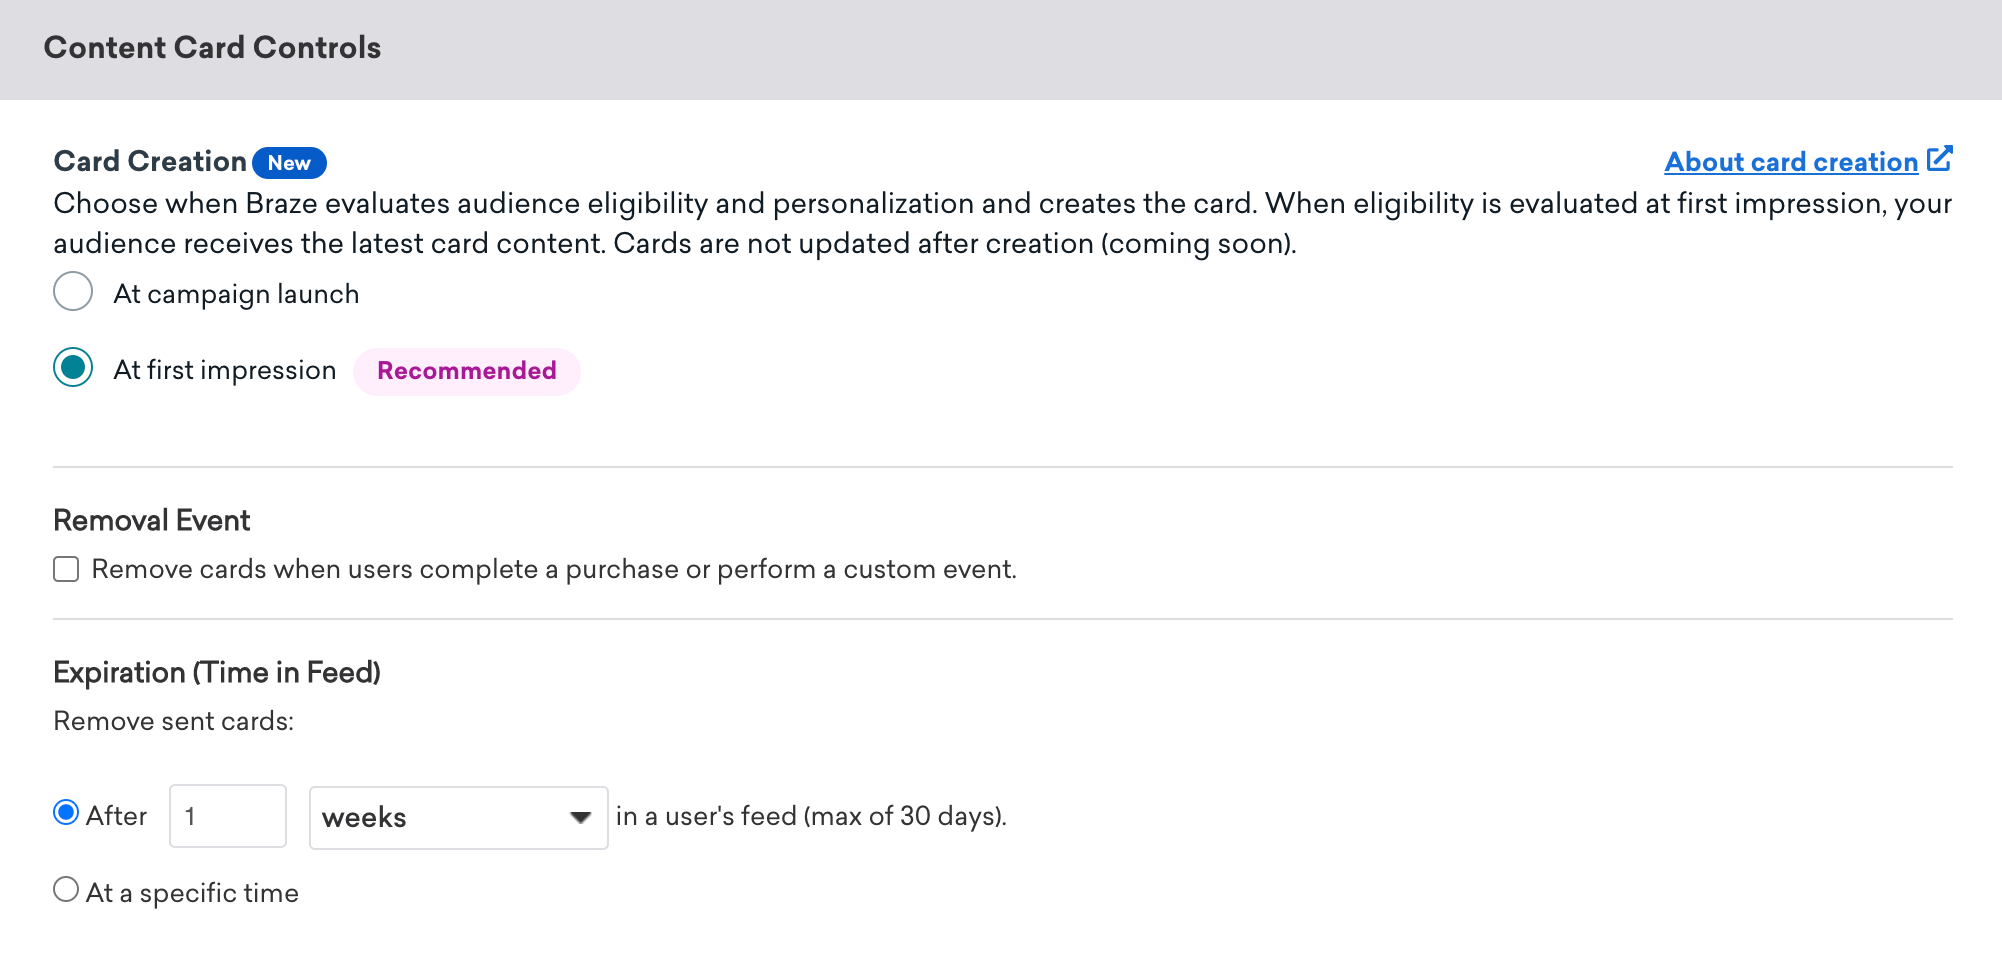 Content Card Controls
Card Creation New
About card creation
Choose when Braze evaluates audience eligibility and personalization and creates the card. When eligibility is evaluated at first impression, your
audience receives the latest card content. Cards are not updated after creation (coming soon).
At campaign launch
At first impression Recommended
Removal Event
Remove cards when users complete a purchase or perform a custom event.
Expiration (Time in Feed)
Remove sent cards:
After 1 weeks in a user's feed (max of 30 days).
At a specific time